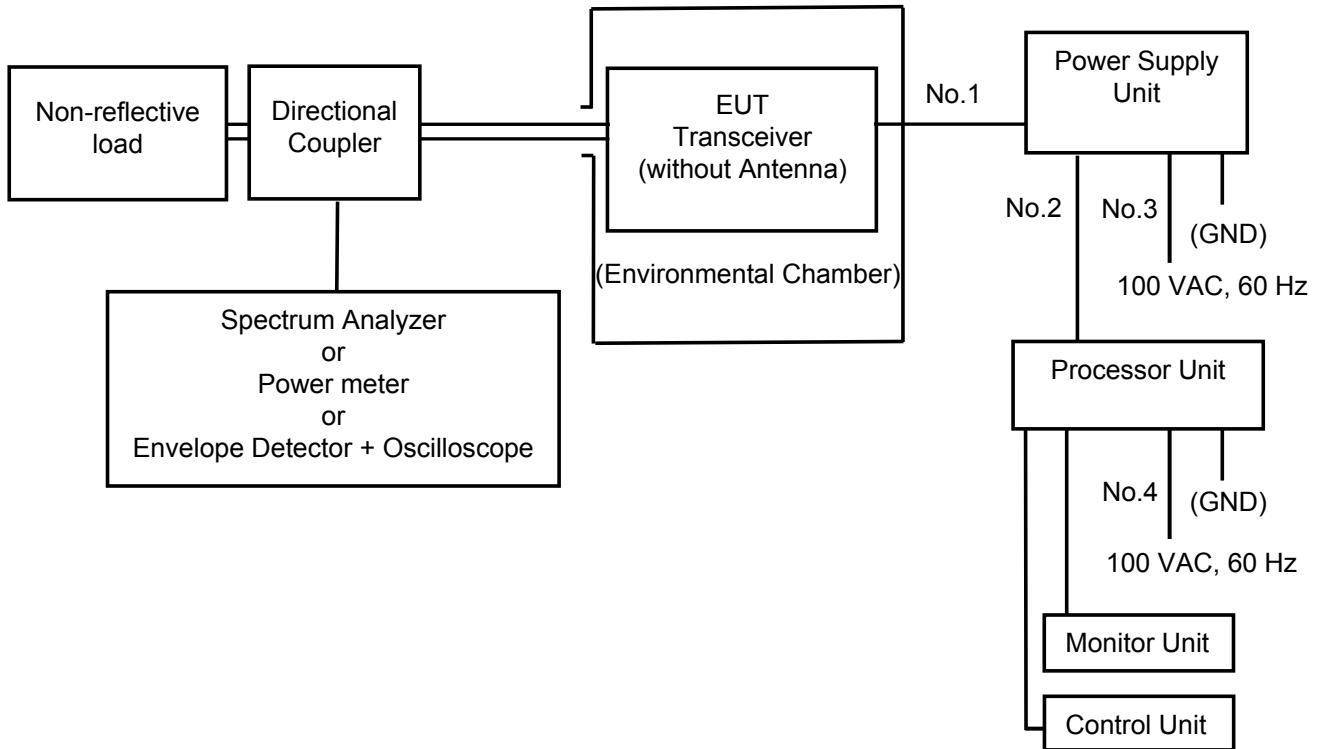 Non-reflective
load
Directional
Coupler
EUT
Transceiver
(without Antenna)
(Environmental Chamber)
No.1
Power Supply
Unit
No.2
No.3
(GND)
100 VAC, 60 Hz
Spectrum Analyzer
or
Power meter
or
Envelope Detector + Oscilloscope
Processor Unit
No.4
(GND)
100 VAC, 60 Hz
Monitor Unit
Control Unit